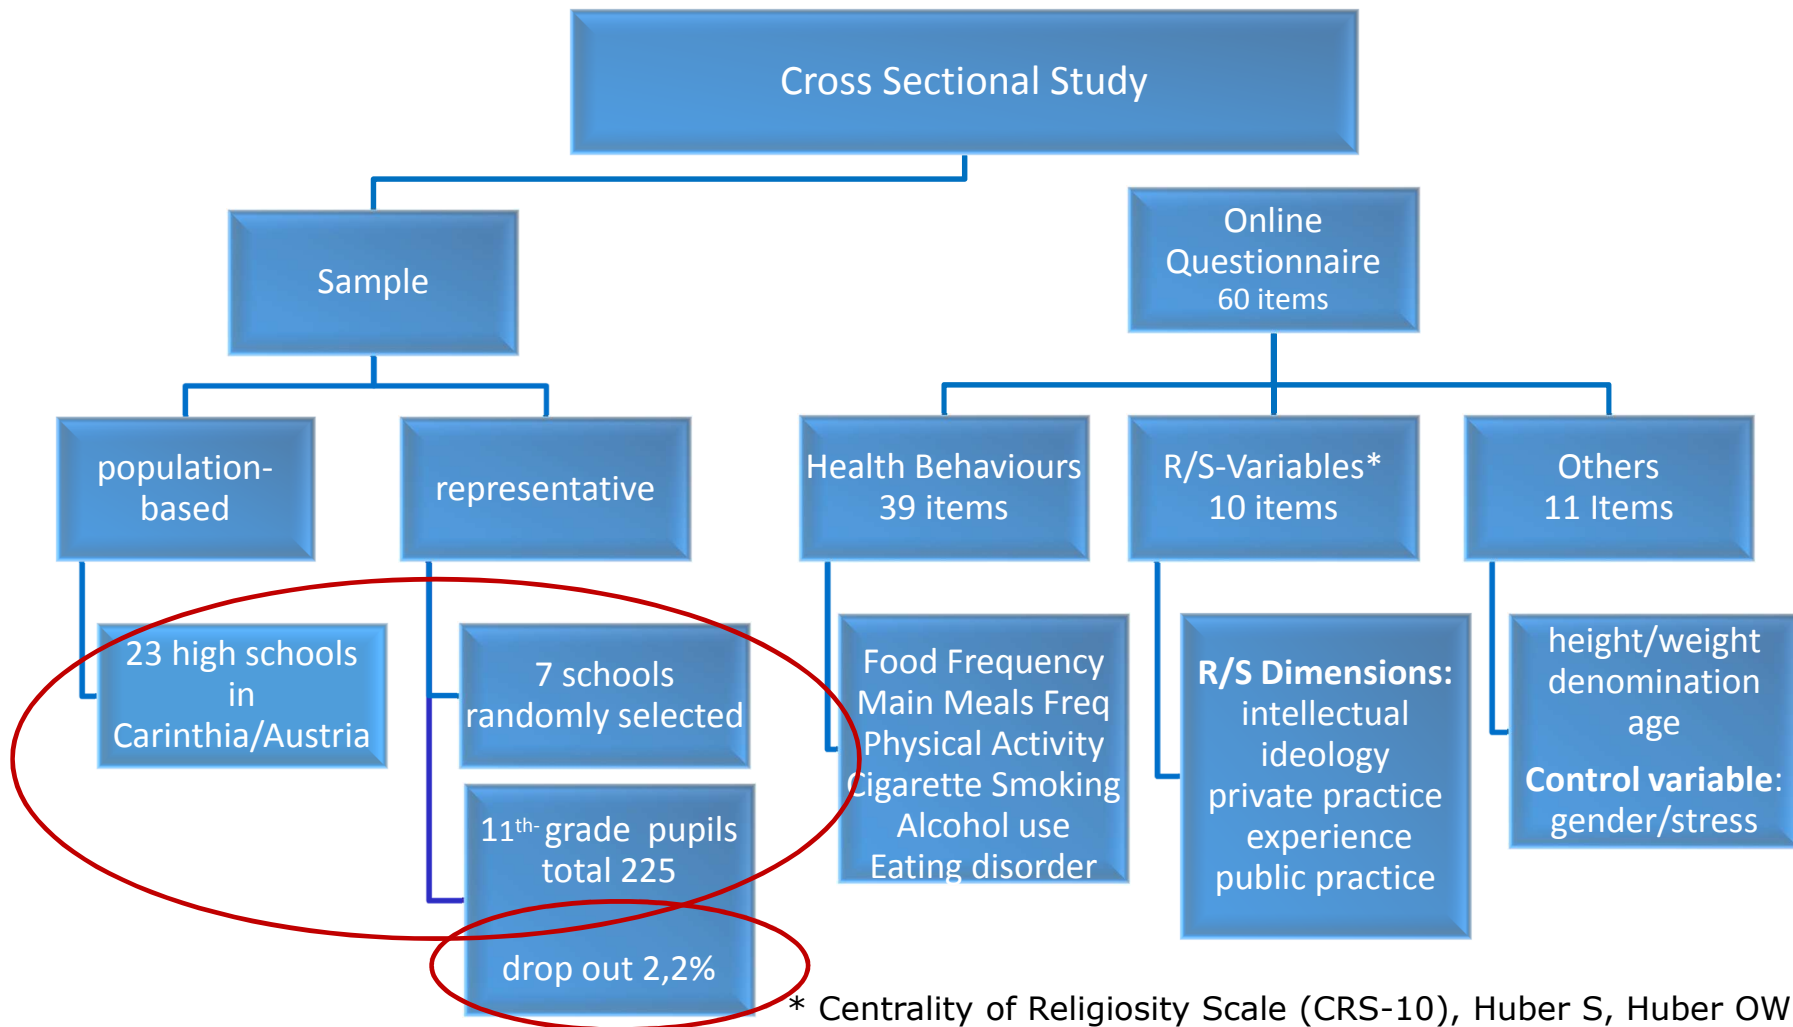 Cross Sectional Study
Sample
Online
Questionnaire
60 items
population-
based
representative
Health Behaviours
39 items
R/S-Variables*
10 items
Others
11 Items
23 high schools
in
Carinthia/Austria
7 schools
randomly selected
11th- grade pupils
total 225
drop out 2,2%
Food Frequency
Main Meals Freq
Physical Activity
Cigarette Smoking
Alcohol use
Eating disorder
R/S Dimensions:
intellectual
ideology
private practice
experience
public practice
height/weight
denomination
age
Control variable:
gender/stress
* Centrality of Religiosity Scale (CRS-10), Huber S, Huber OW